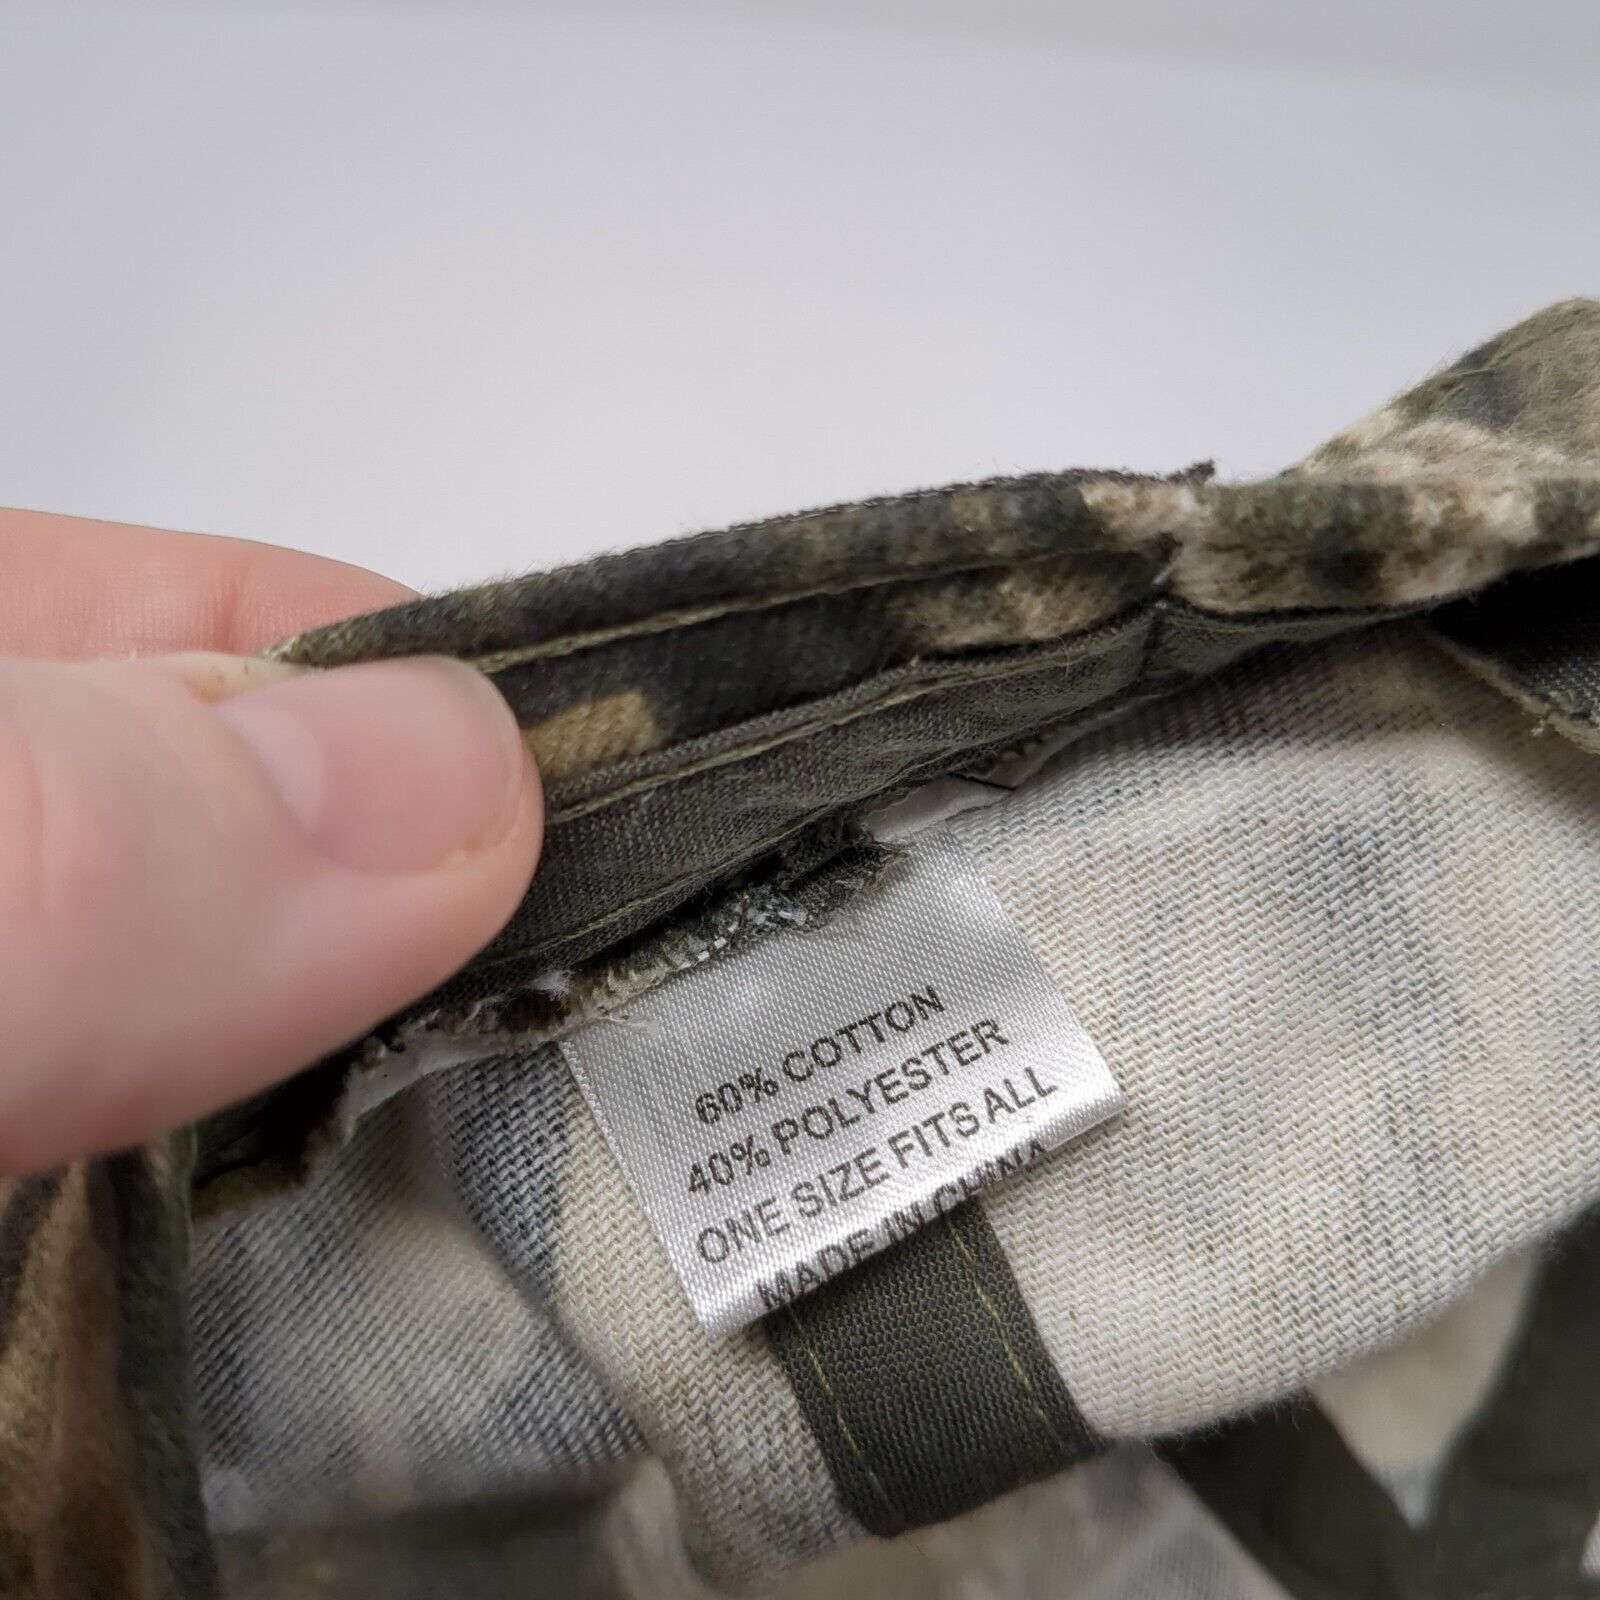 60% COTTON
40% POLYESTER
ONE SIZE FITS ALL
MADE IN CHINA